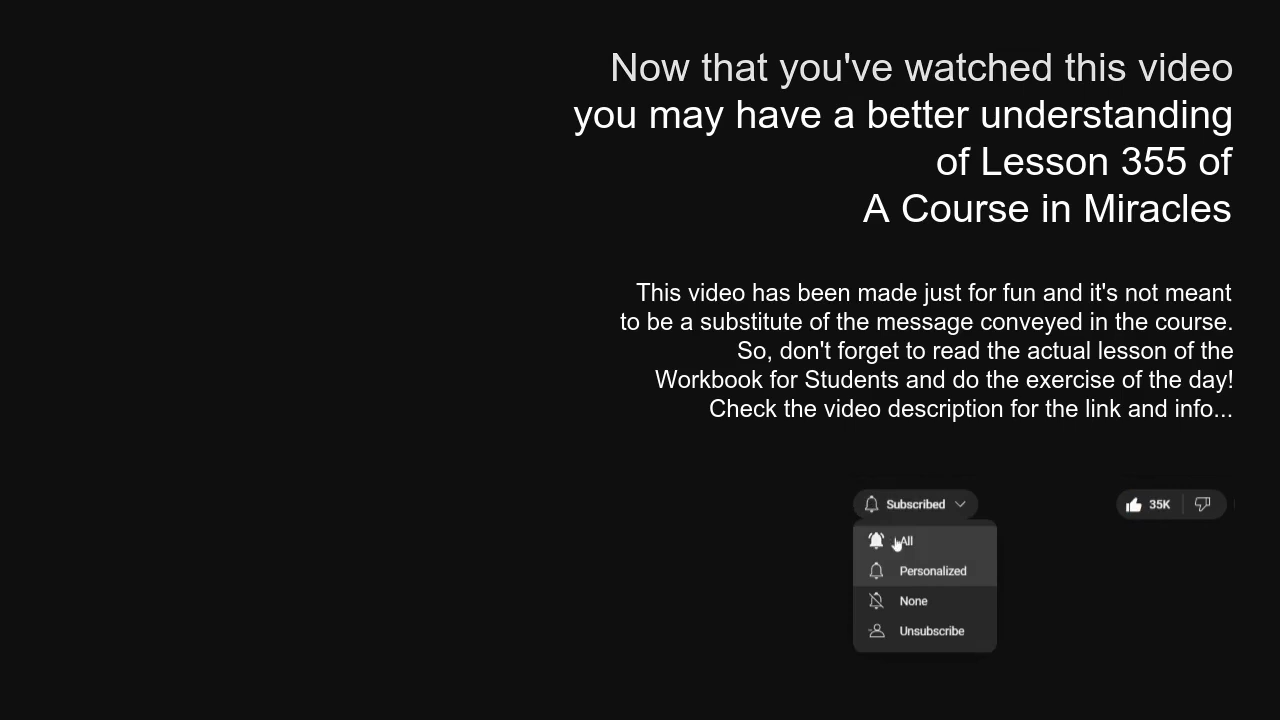 Now that you've watched this video
you may have a better understanding
of Lesson 355 of
A Course in Miracles
This video has been made just for fun and it's not meant
to be a substitute of the message conveyed in the course.
So, don't forget to read the actual lesson of the
Workbook for Students and do the exercise of the day!
Check the video description for the link and info...
Subscribed
35K
All
Personalized
None
Unsubscribe